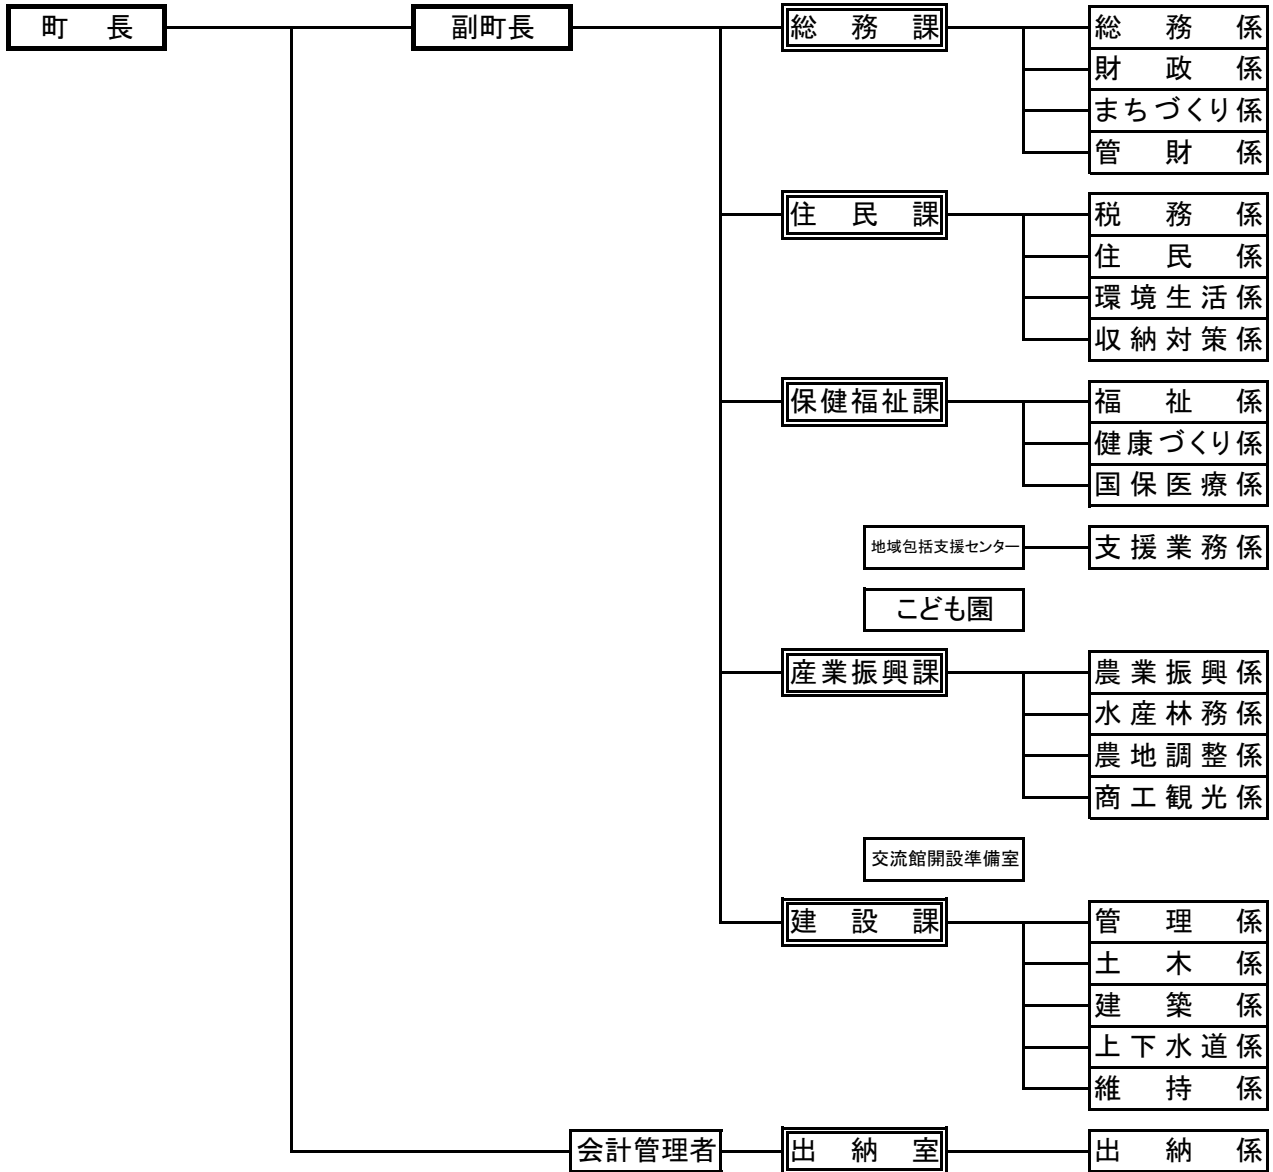 町長 副町長 総務課 総務係
財政係
まちづくり係
管財係
住民課 税務係
住民係
環境生活係
収納対策係
保健福祉課 福祉係
健康づくり係
国保医療係
地域包括支援センター 支援業務係
こども園
産業振興課 農業振興係
水産林務係
農地調整係
商工観光係
交流館開設準備室
建設課 管理係
土木係
建築係
上下水道係
維持係
会計管理者 出納室 出納係